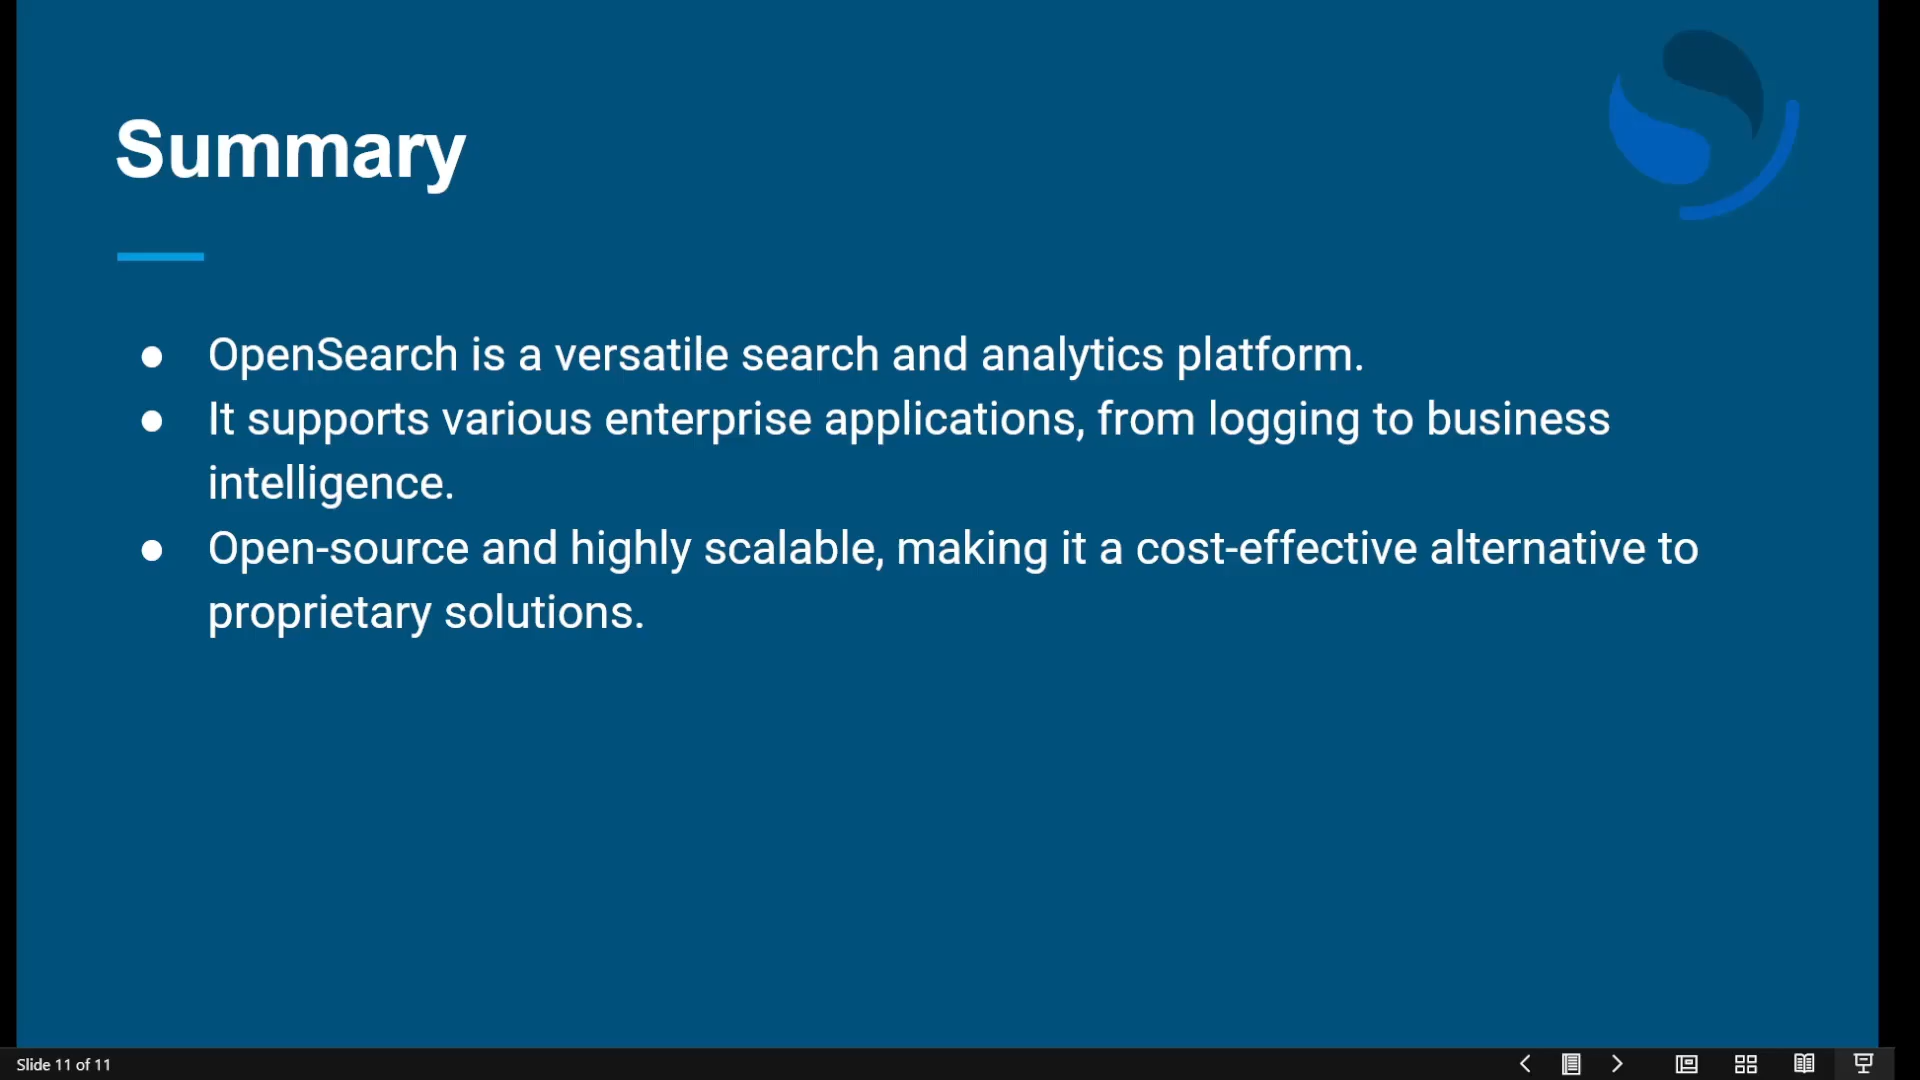 Summary
● OpenSearch is a versatile search and analytics platform.
● It supports various enterprise applications, from logging to business
intelligence.
● Open-source and highly scalable, making it a cost-effective alternative to
proprietary solutions.
Slide 11 of 11